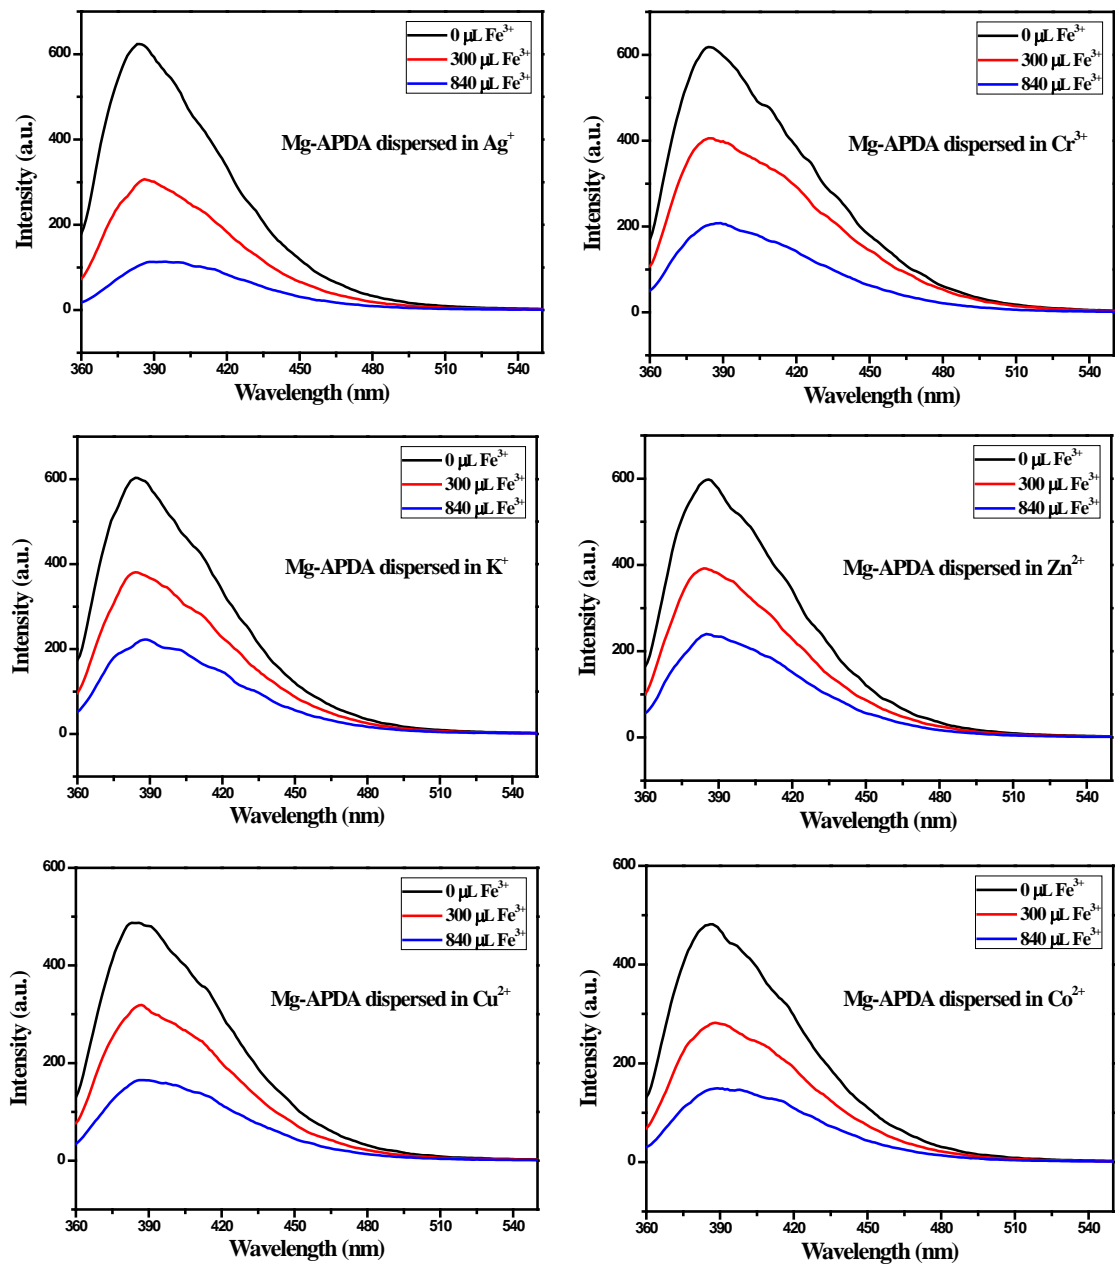 0 μL Fe³⁺
300 μL Fe³⁺
840 μL Fe³⁺
Mg-APDA dispersed in Ag⁺
Intensity (a.u.)
600
400
200
0
360 390 420 450 480 510 540
Wavelength (nm)
0 μL Fe³⁺
300 μL Fe³⁺
840 μL Fe³⁺
Mg-APDA dispersed in Cr³⁺
Intensity (a.u.)
600
400
200
0
360 390 420 450 480 510 540
Wavelength (nm)
0 μL Fe³⁺
300 μL Fe³⁺
840 μL Fe³⁺
Mg-APDA dispersed in K⁺
Intensity (a.u.)
600
400
200
0
360 390 420 450 480 510 540
Wavelength (nm)
0 μL Fe³⁺
300 μL Fe³⁺
840 μL Fe³⁺
Mg-APDA dispersed in Zn²⁺
Intensity (a.u.)
600
400
200
0
360 390 420 450 480 510 540
Wavelength (nm)
0 μL Fe³⁺
300 μL Fe³⁺
840 μL Fe³⁺
Mg-APDA dispersed in Cu²⁺
Intensity (a.u.)
600
400
200
0
360 390 420 450 480 510 540
Wavelength (nm)
0 μL Fe³⁺
300 μL Fe³⁺
840 μL Fe³⁺
Mg-APDA dispersed in Co²⁺
Intensity (a.u.)
600
400
200
0
360 390 420 450 480 510 540
Wavelength (nm)